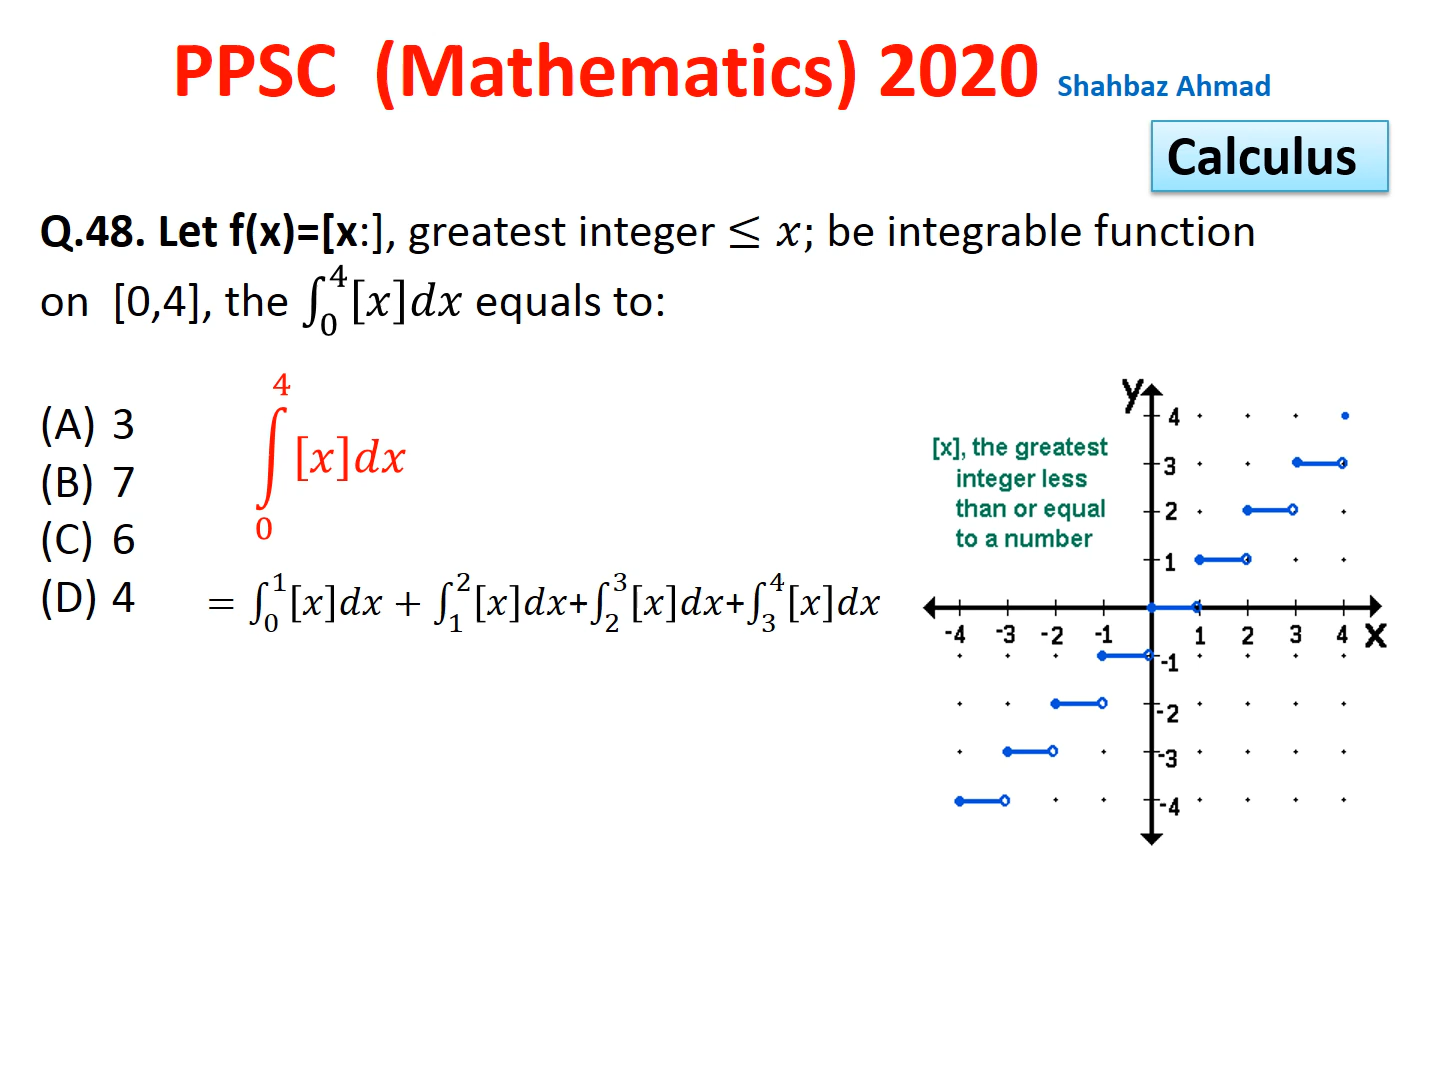 PPSC (Mathematics) 2020 Shahbaz Ahmad
Calculus
Q.48. Let f(x)=[x:], greatest integer ≤ x; be integrable function
on [0,4], the ∫₀⁴[x]dx equals to:
(A) 3
(B) 7
(C) 6
(D) 4
∫₀⁴ [x]dx
= ∫₀¹[x]dx + ∫₁²[x]dx+∫₂³[x]dx+∫₃⁴[x]dx
[x], the greatest
integer less
than or equal
to a number
y
4
3
2
1
-4 -3 -2 -1 1 2 3 4 x
-1
-2
-3
-4